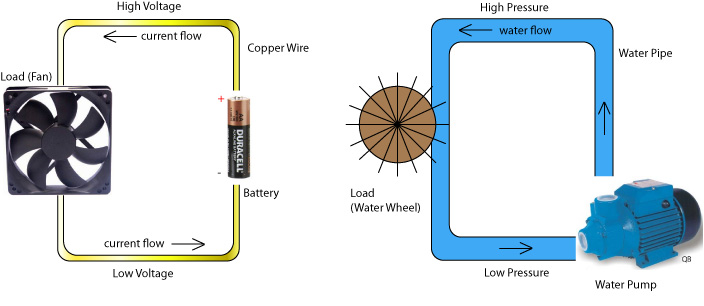 High Voltage
current flow
Copper Wire
Load (Fan)
+
AA
DURACELL
-
Battery
current flow
Low Voltage
High Pressure
water flow
Water Pipe
Load
(Water Wheel)
Low Pressure
Water Pump
QB